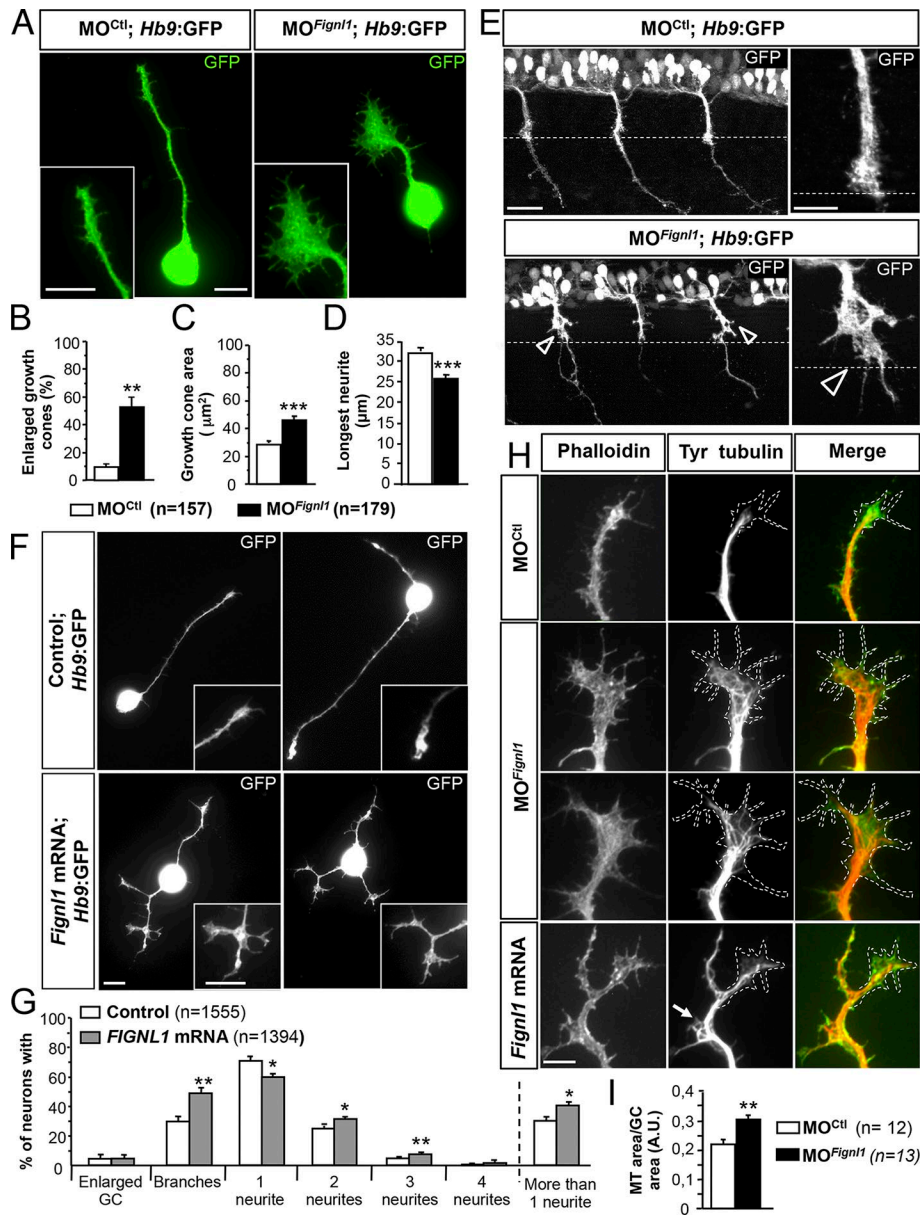 A
MO^Ctl; Hb9:GFP
MO^Fignl1; Hb9:GFP
GFP
GFP
B
Enlarged growth
cones (%)
100
80
60
40
20
0
**
C
Growth cone area
( µm²)
100
80
60
40
20
0
***
D
Longest neurite
(µm)
35
30
25
20
15
10
5
0
***
MO^Ctl (n=157)
MO^Fignl1 (n=179)
E
MO^Ctl; Hb9:GFP
GFP
GFP
MO^Fignl1; Hb9:GFP
GFP
GFP
F
Control;
Hb9:GFP
GFP
GFP
Fignl1 mRNA;
Hb9:GFP
GFP
GFP
G
Control (n=1555)
FIGNL1 mRNA (n=1394)
% of neurons with
100
80
60
40
20
**
*
*
**
*
Enlarged
GC
Branches
1
neurite
2
neurites
3
neurites
4
neurites
More than
1 neurite
H
Phalloidin
Tyr tubulin
Merge
MO^Ctl
MO^Fignl1
Fignl1 mRNA
I
MT area/GC
area (A.U.)
0,4
0,3
0,2
0,1
0
**
MO^Ctl (n= 12)
MO^Fignl1 (n=13)